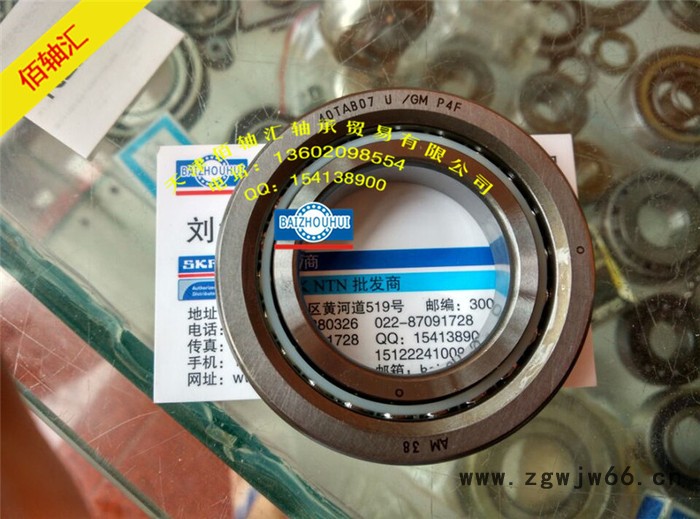 佰轴汇
40TAB07 U /GM P4F
天津佰轴汇轴承贸易有限公司
电话：13602098554
QQ：154138900
BAIZHOUHUI
BAIZHOUHUI
刘
SKF
Authorized
Distributor
商
NTN 批发商
区黄河道519号 邮编：300
80326 022-87091728
1728 QQ：15413890
15122241009
邮箱：
地址
电话：
传真
手机：
网址：w
AM 38
www.zgwjw66.cn